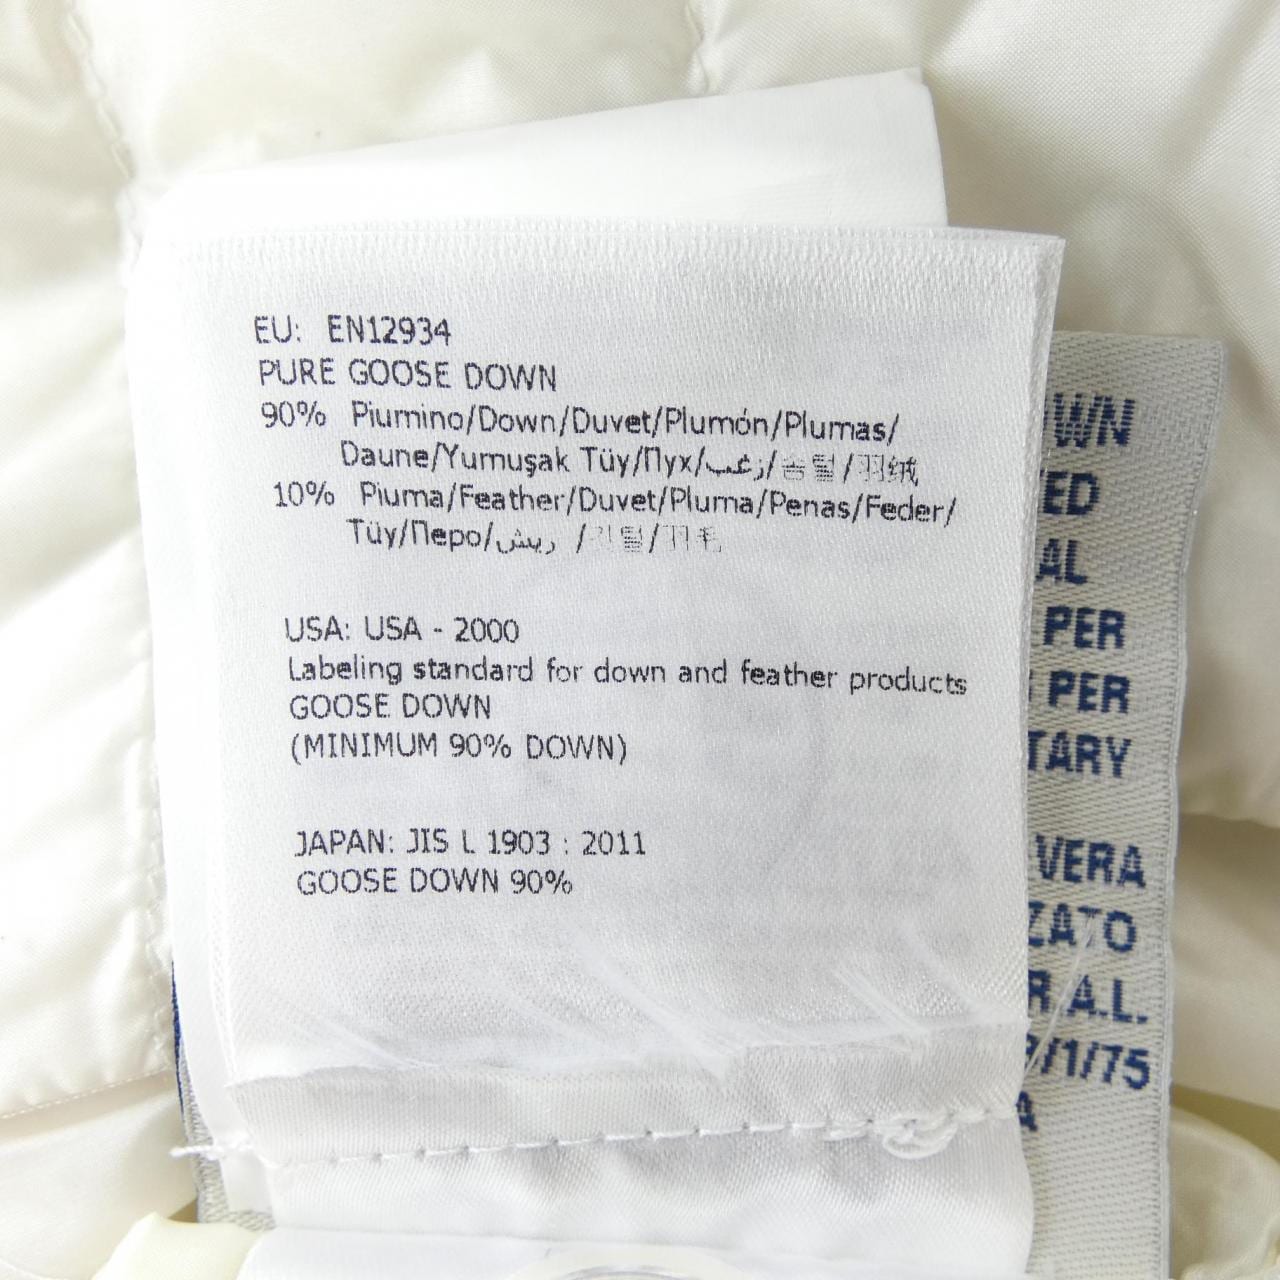 EU: EN12934
PURE GOOSE DOWN
90% Piumino/Down/Duvet/Plumón/Plumas/
Daune/Yumuşak Tüy/Пух/زغب/솜털/羽绒
10% Piuma/Feather/Duvet/Pluma/Penas/Feder/
Tüy/Перо/ريش /깃털/羽毛
USA: USA - 2000
Labeling standard for down and feather products
GOOSE DOWN
(MINIMUM 90% DOWN)
JAPAN: JIS L 1903 : 2011
GOOSE DOWN 90%
WN
ED
AL
PER
PER
TARY
VERA
ZATO
R A.L.
/1/75
A